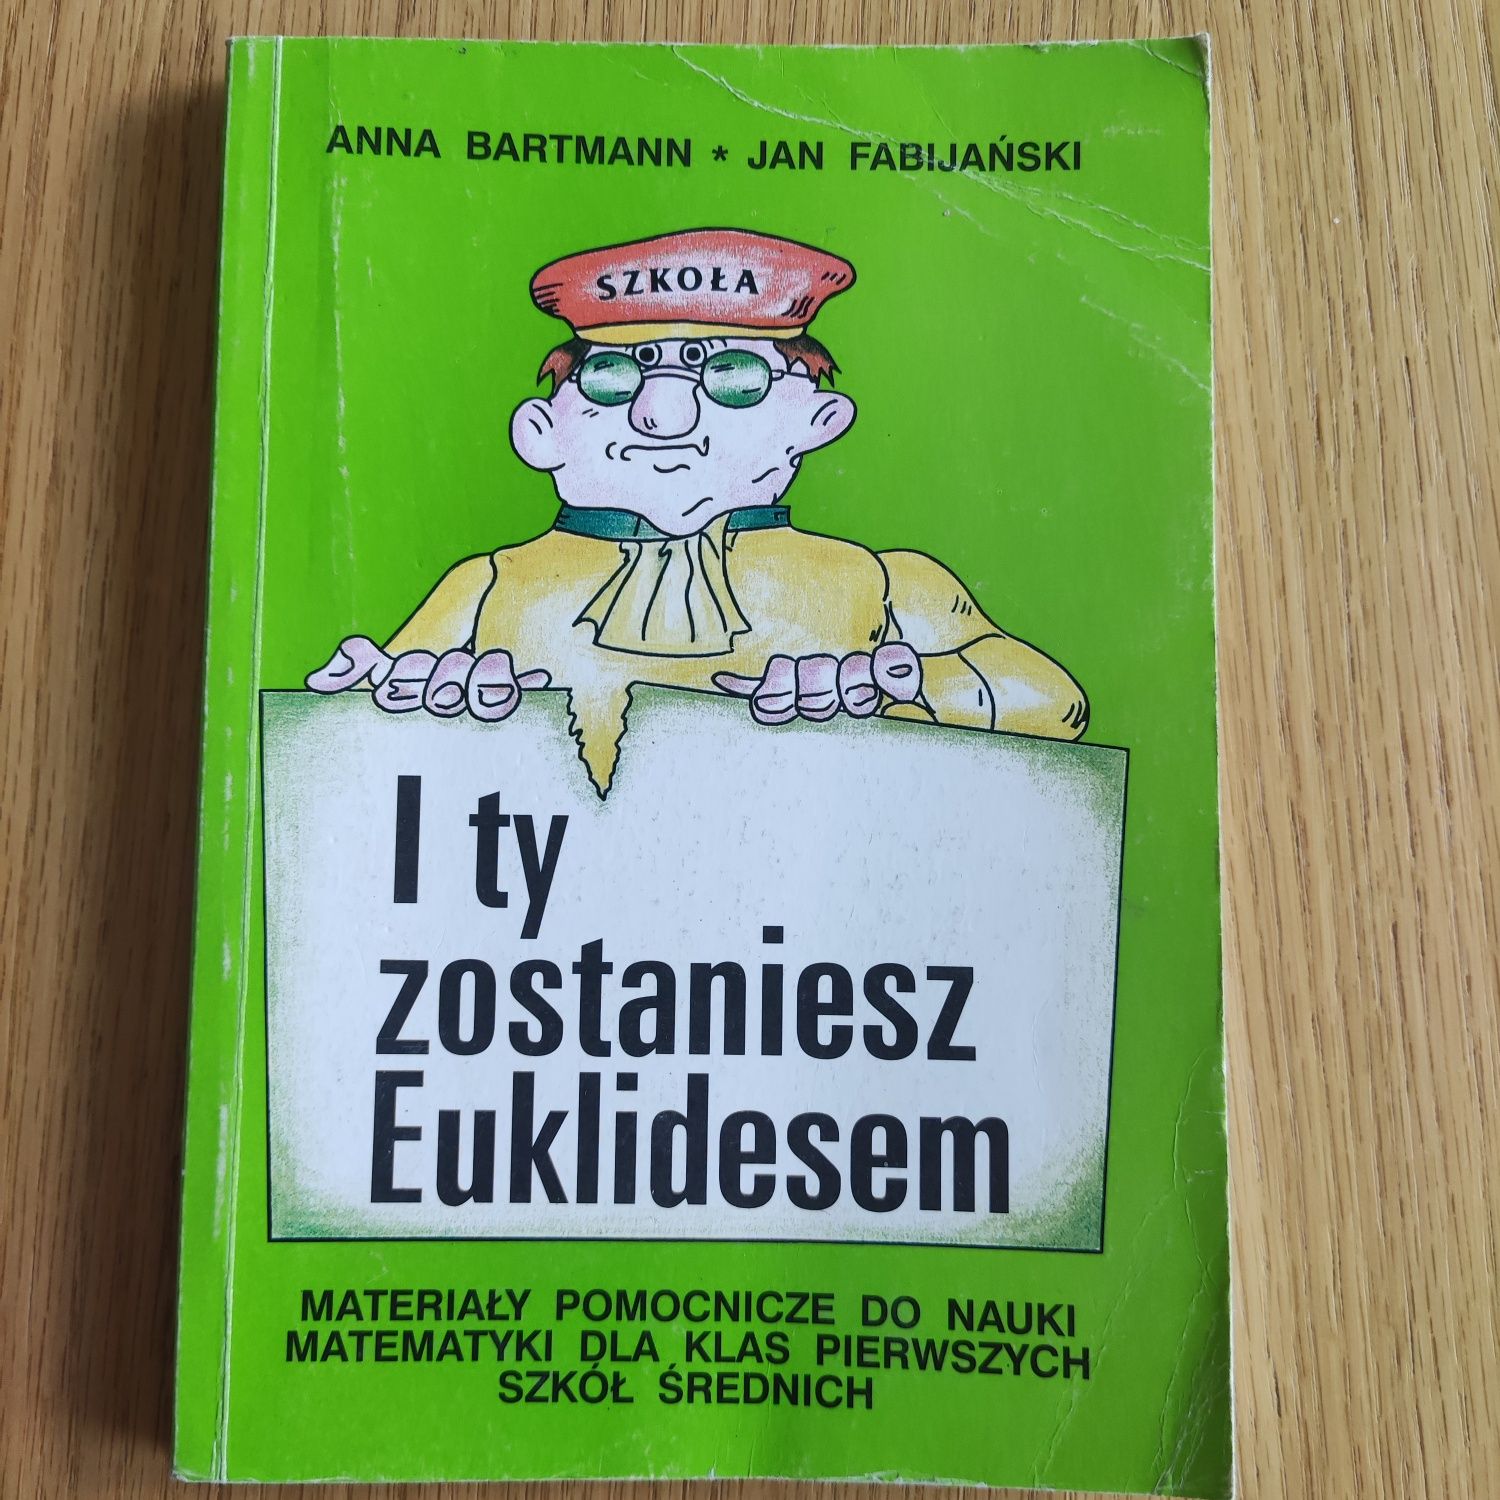 ANNA BARTMANN * JAN FABIJAŃSKI
SZKOŁA
I ty
zostaniesz
Euklidesem
MATERIAŁY POMOCNICZE DO NAUKI
MATEMATYKI DLA KLAS PIERWSZYCH
SZKÓŁ ŚREDNICH